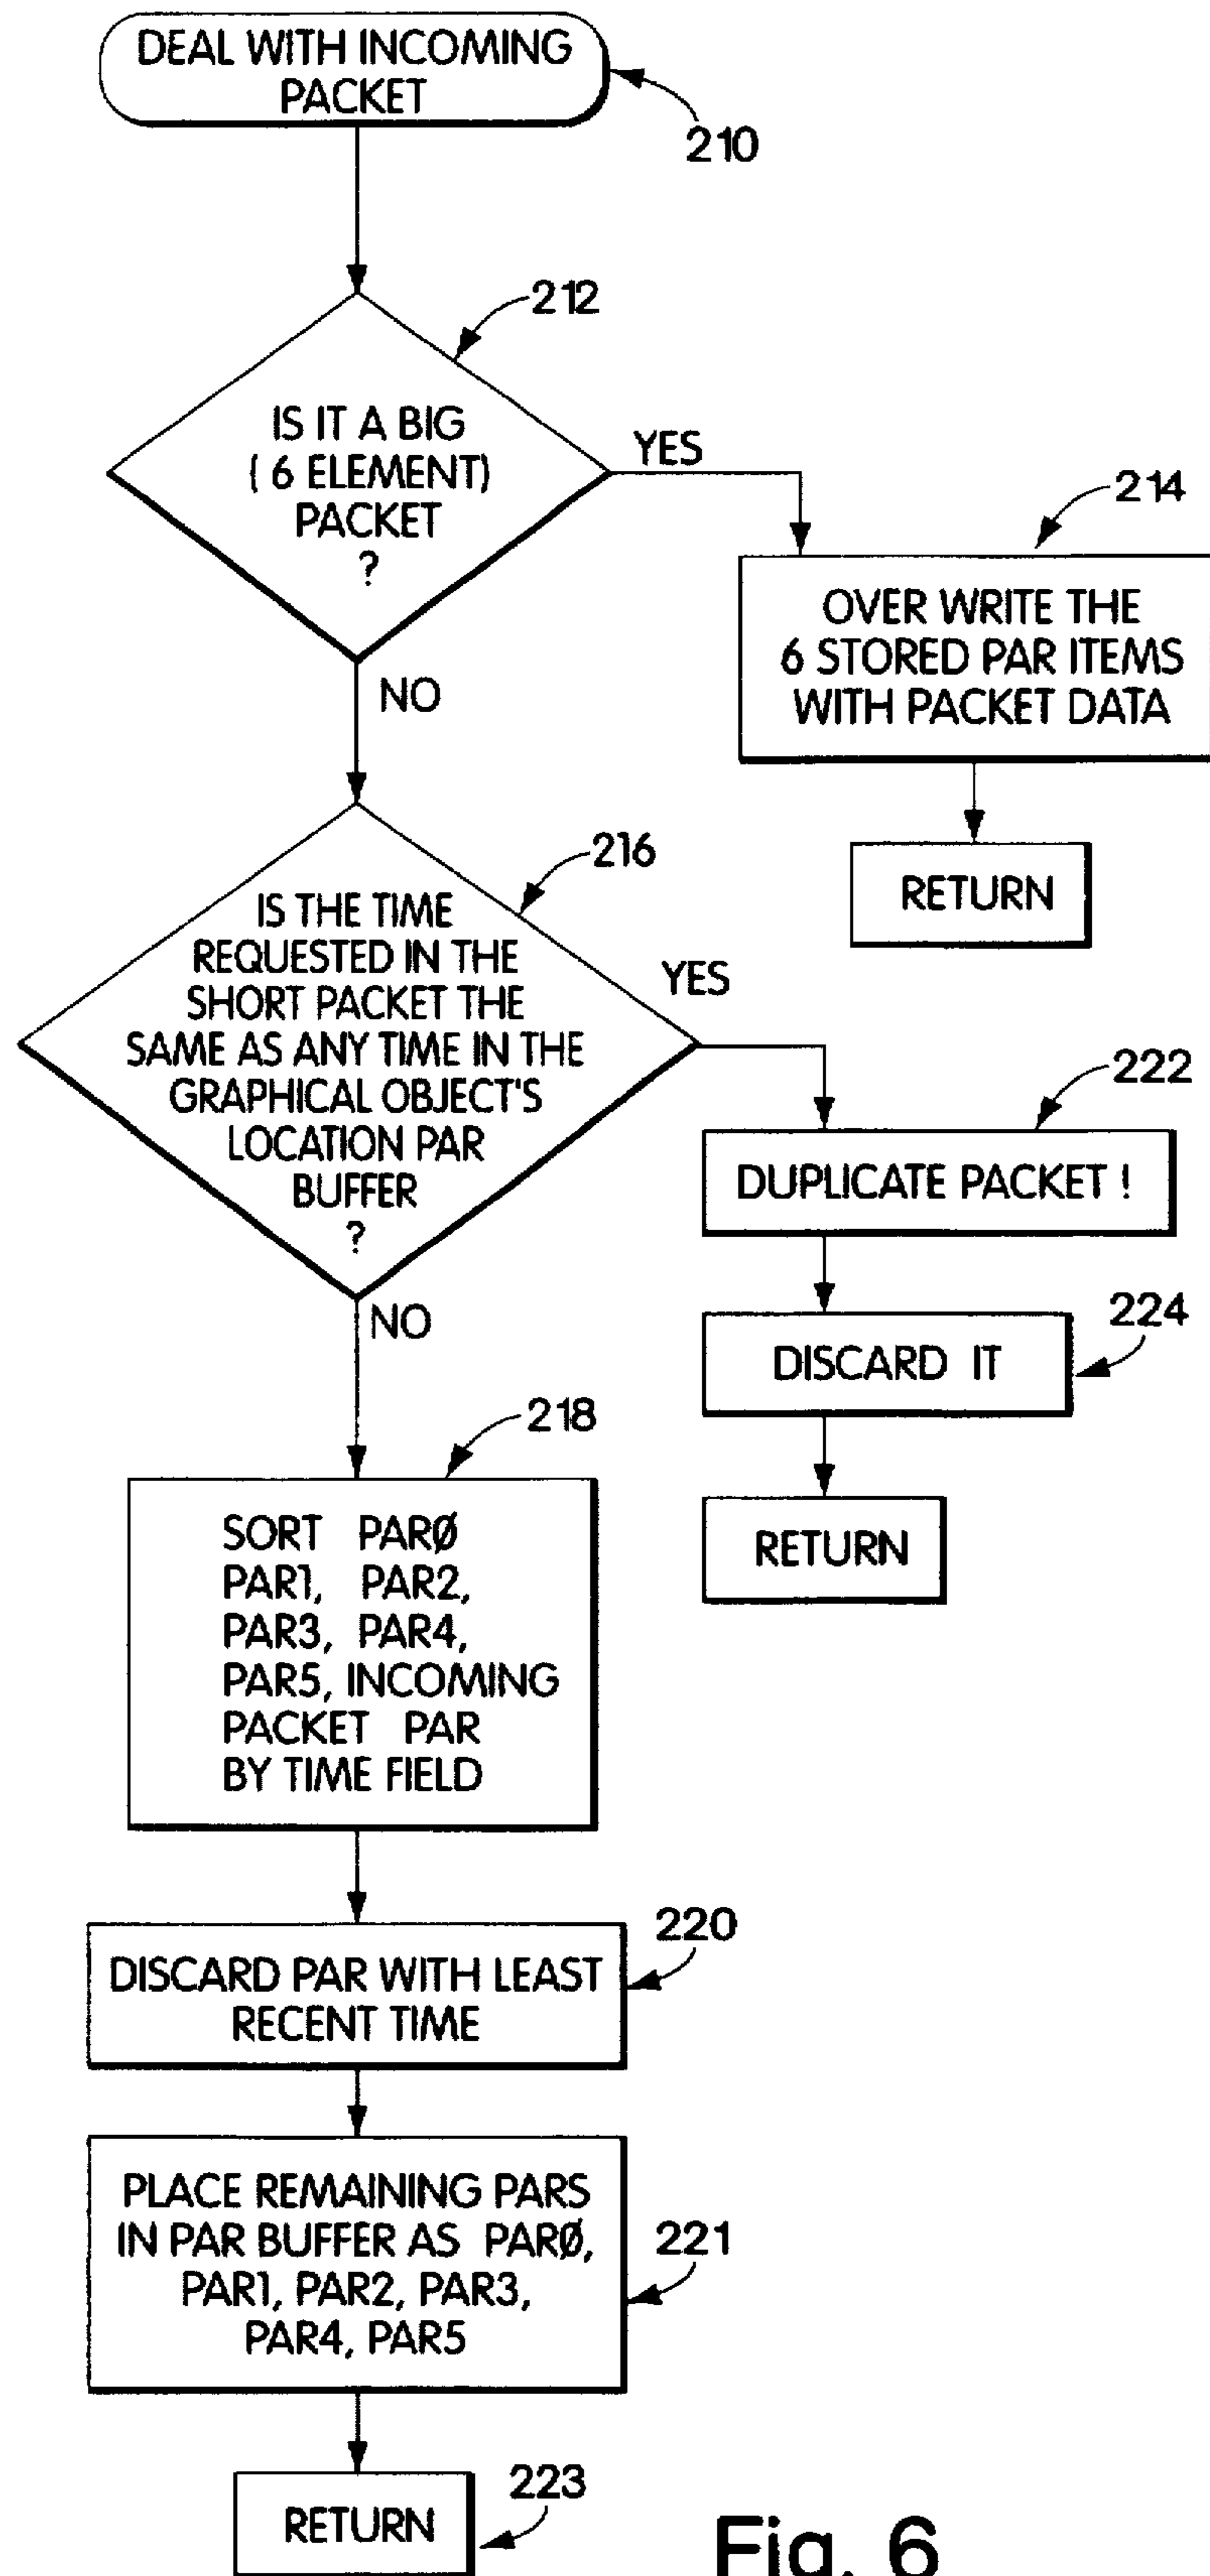 DEAL WITH INCOMING
PACKET
210
212
IS IT A BIG
( 6 ELEMENT)
PACKET
?
YES
NO
214
OVER WRITE THE
6 STORED PAR ITEMS
WITH PACKET DATA
RETURN
216
IS THE TIME
REQUESTED IN THE
SHORT PACKET THE
SAME AS ANY TIME IN THE
GRAPHICAL OBJECT'S
LOCATION PAR
BUFFER
?
YES
NO
222
DUPLICATE PACKET !
224
DISCARD IT
RETURN
218
SORT PARØ
PAR1, PAR2,
PAR3, PAR4,
PAR5, INCOMING
PACKET PAR
BY TIME FIELD
220
DISCARD PAR WITH LEAST
RECENT TIME
PLACE REMAINING PARS
IN PAR BUFFER AS PARØ,
PAR1, PAR2, PAR3,
PAR4, PAR5
221
RETURN
223
Fig. 6